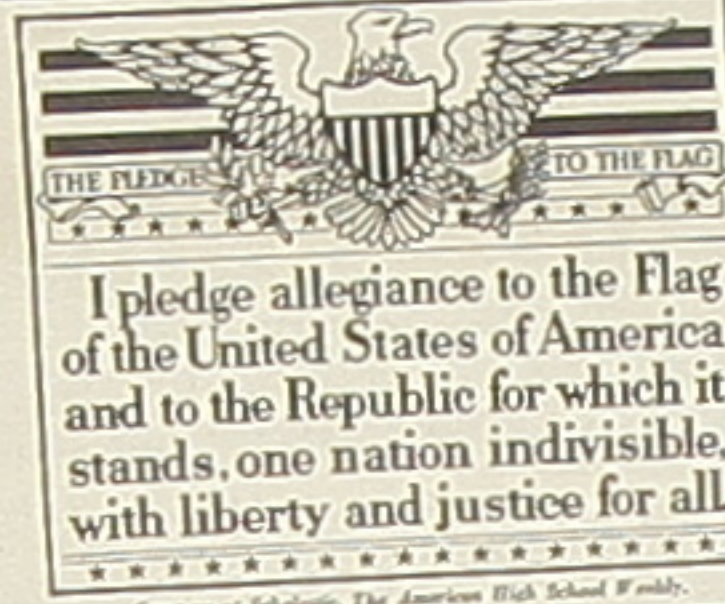 THE PLEDGE TO THE FLAG
I pledge allegiance to the Flag
of the United States of America
and to the Republic for which it
stands, one nation indivisible,
with liberty and justice for all.
Scholastic, The American High School Weekly.